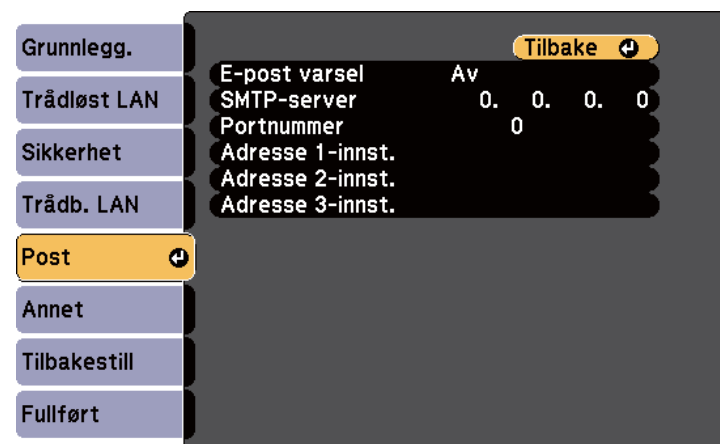 Grunnlegg.
Trådløst LAN
Sikkerhet
Trådb. LAN
Post
Annet
Tilbakestill
Fullført
Tilbake
E-post varsel Av
SMTP-server 0. 0. 0. 0
Portnummer 0
Adresse 1-innst.
Adresse 2-innst.
Adresse 3-innst.